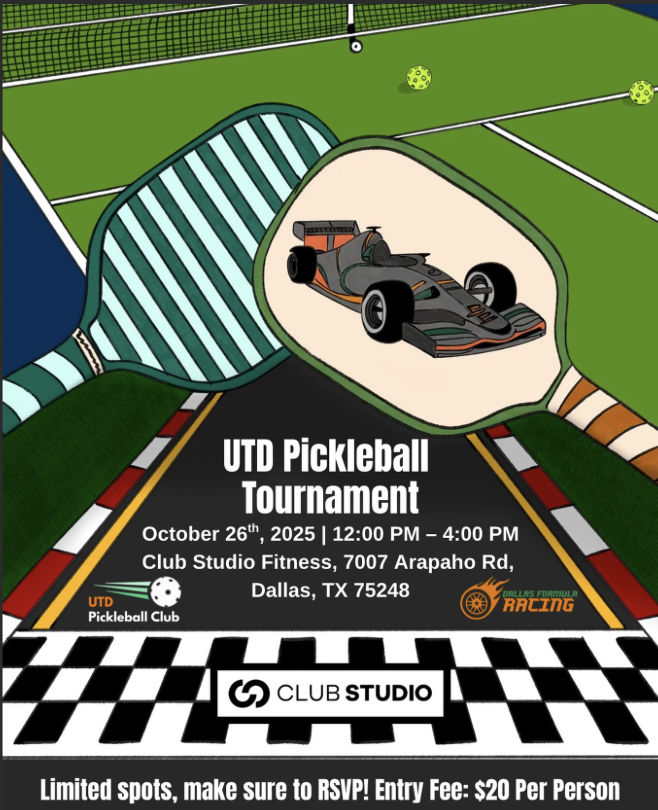 UTD Pickleball
Tournament
October 26th, 2025 | 12:00 PM – 4:00 PM
Club Studio Fitness, 7007 Arapaho Rd,
Dallas, TX 75248
UTD
Pickleball Club
DALLAS FORMULA
RACING
CLUB STUDIO
Limited spots, make sure to RSVP! Entry Fee: $20 Per Person